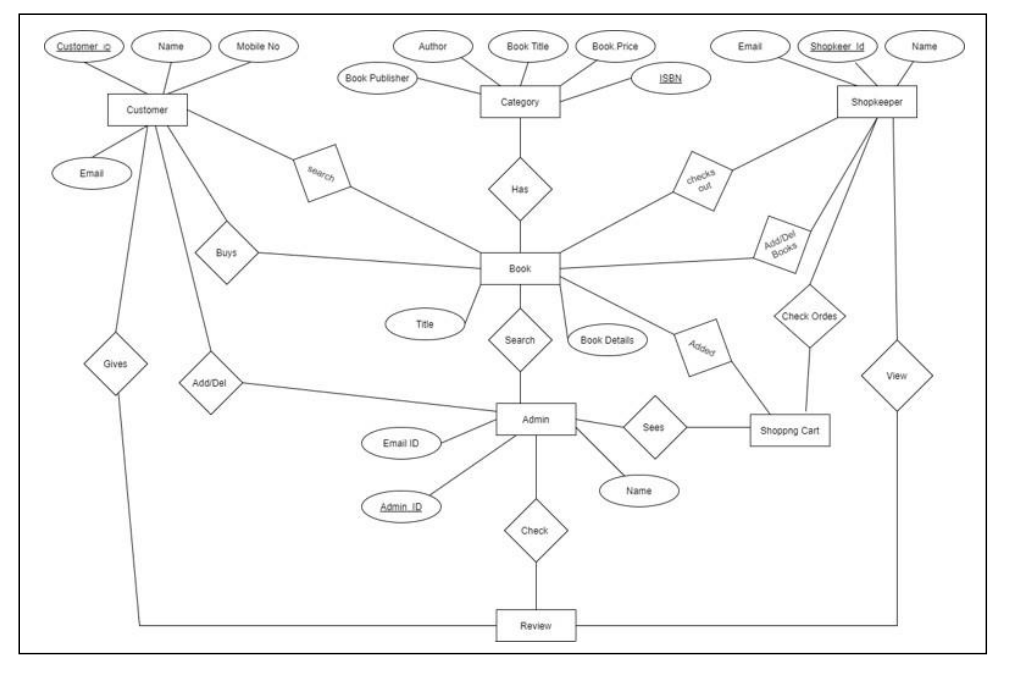 Customer_©
Name
Mobile No
Author
Book Title
Book Price
Email
Shopkeer_Id
Name
Book Publisher
ISBN
Customer
Category
Shopkeeper
Email
search
Has
checks
out
Buys
Add/Del
Books
Book
Title
Search
Book Details
Added
Check Ordes
Gives
Add/Del
View
Admin
Sees
Shoppng Cart
Email ID
Admin_ID
Name
Check
Review